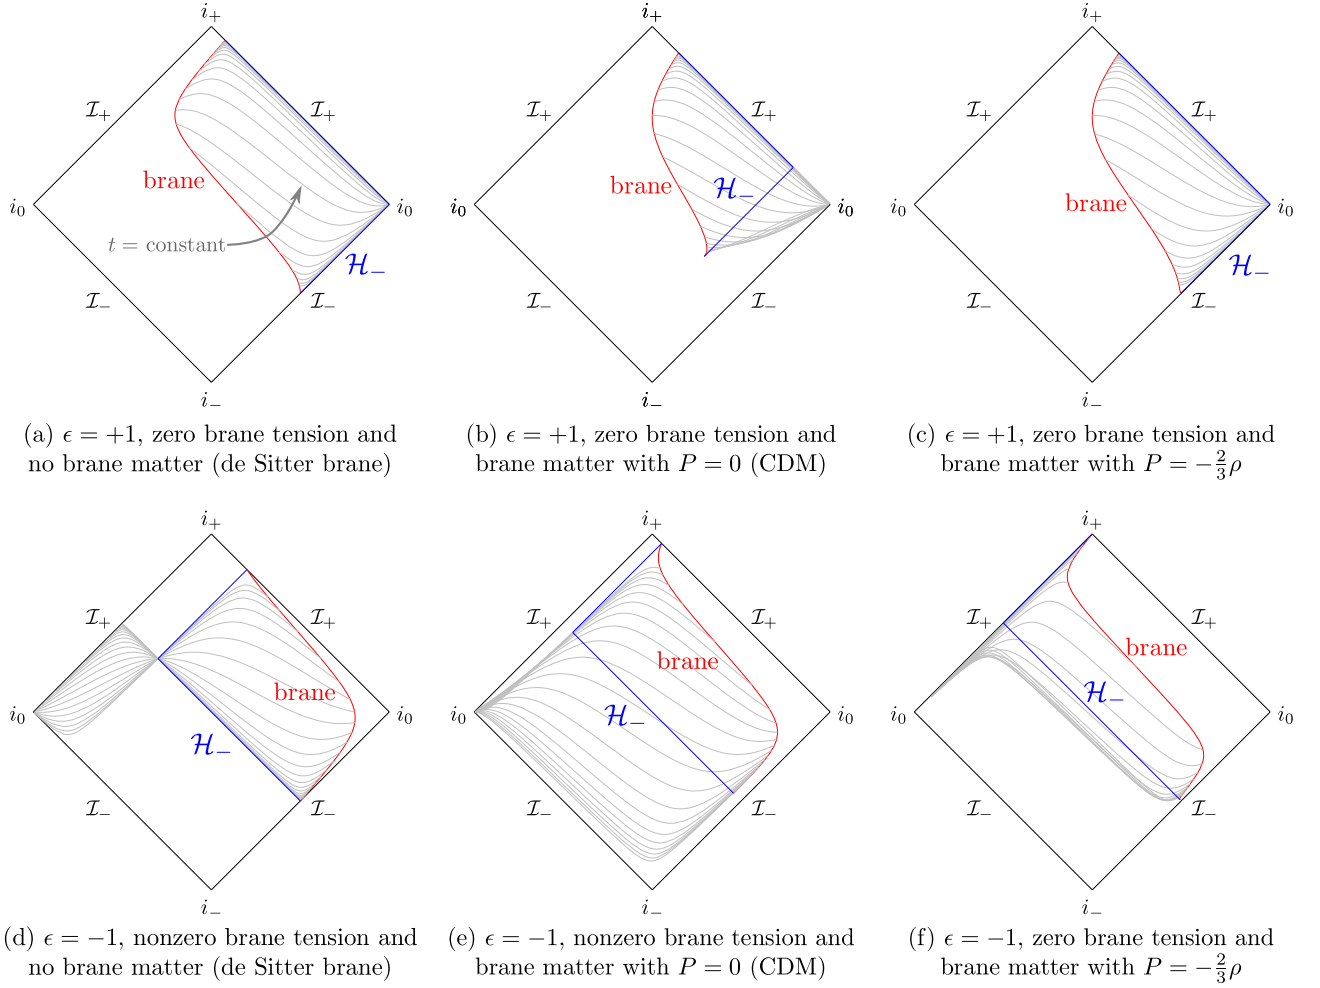 i₊ i₊ i₊
ℐ₊ ℐ₊ ℐ₊ ℐ₊ ℐ₊ ℐ₊
brane brane ℋ₋ brane
i₀ i₀ i₀ i₀ i₀ i₀
t = constant ℋ₋ ℋ₋
ℐ₋ ℐ₋ ℐ₋ ℐ₋ ℐ₋ ℐ₋
i₋ i₋ i₋
(a) ϵ = +1, zero brane tension and
no brane matter (de Sitter brane)
(b) ϵ = +1, zero brane tension and
brane matter with P = 0 (CDM)
(c) ϵ = +1, zero brane tension and
brane matter with P = −2/3ρ
i₊ i₊ i₊
ℐ₊ ℐ₊ ℐ₊ ℐ₊ ℐ₊ ℐ₊
brane brane brane
i₀ i₀ i₀ i₀ i₀ i₀
ℋ₋ ℋ₋ ℋ₋
ℐ₋ ℐ₋ ℐ₋ ℐ₋ ℐ₋ ℐ₋
i₋ i₋ i₋
(d) ϵ = −1, nonzero brane tension and
no brane matter (de Sitter brane)
(e) ϵ = −1, nonzero brane tension and
brane matter with P = 0 (CDM)
(f) ϵ = −1, zero brane tension and
brane matter with P = −2/3ρ